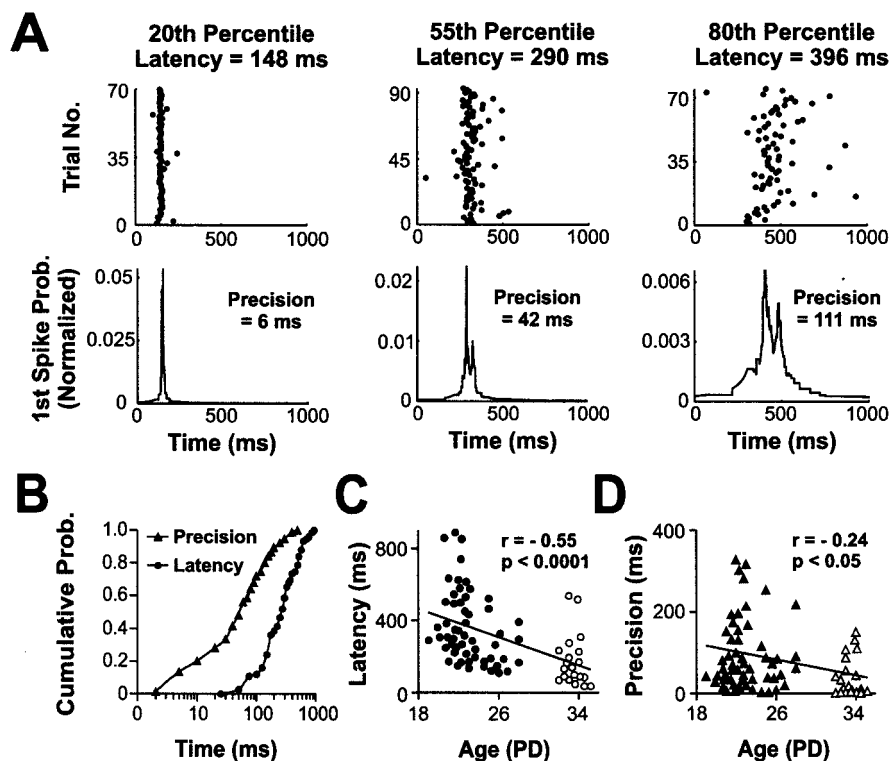 A
20th Percentile
Latency = 148 ms
55th Percentile
Latency = 290 ms
80th Percentile
Latency = 396 ms
Trial No.
70
35
0
0 500 1000
90
45
0
0 500 1000
70
35
0
0 500 1000
1st Spike Prob.
(Normalized)
0.05
0.025
0
Precision
= 6 ms
0 500 1000
Time (ms)
0.02
0.01
0
Precision
= 42 ms
0 500 1000
Time (ms)
0.006
0.003
0
Precision
= 111 ms
0 500 1000
Time (ms)
B
Cumulative Prob.
1.0
0.8
0.6
0.4
0.2
0
Precision
Latency
0 10 100 1000
Time (ms)
C
Latency (ms)
800
400
0
r = - 0.55
p < 0.0001
18 26 34
Age (PD)
D
Precision (ms)
400
200
0
r = - 0.24
p < 0.05
18 26 34
Age (PD)